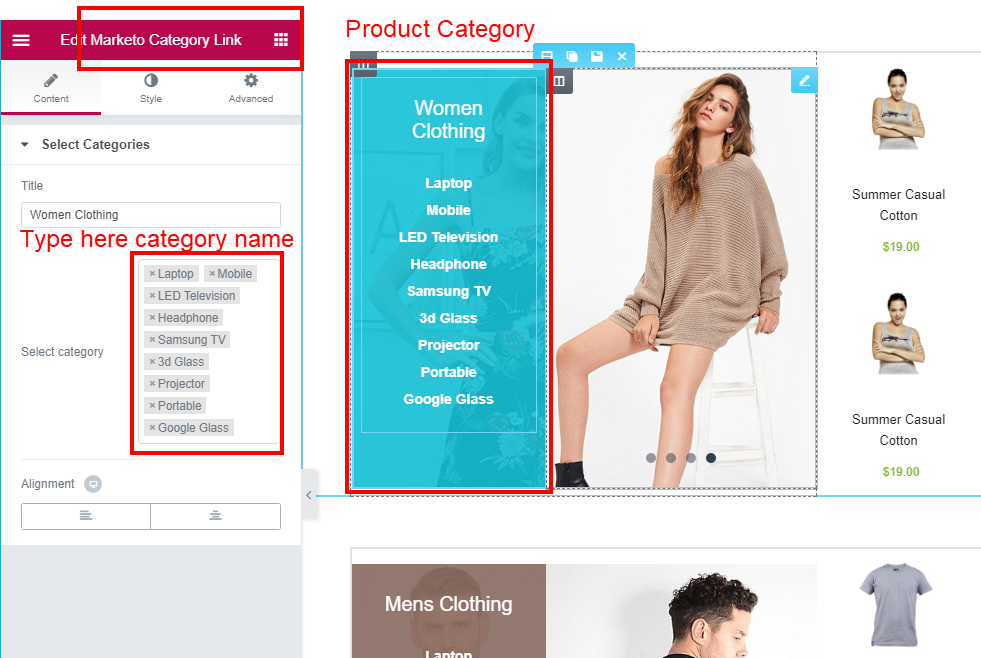 Edit Marketo Category Link
Content
Style
Advanced
Select Categories
Title
Women Clothing
Type here category name
Select category
× Laptop × Mobile
× LED Television
× Headphone
× Samsung TV
× 3d Glass
× Projector
× Portable
× Google Glass
Alignment
Product Category
Women
Clothing
Laptop
Mobile
LED Television
Headphone
Samsung TV
3d Glass
Projector
Portable
Google Glass
Summer Casual
Cotton
$19.00
Summer Casual
Cotton
$19.00
Mens Clothing
Laptop